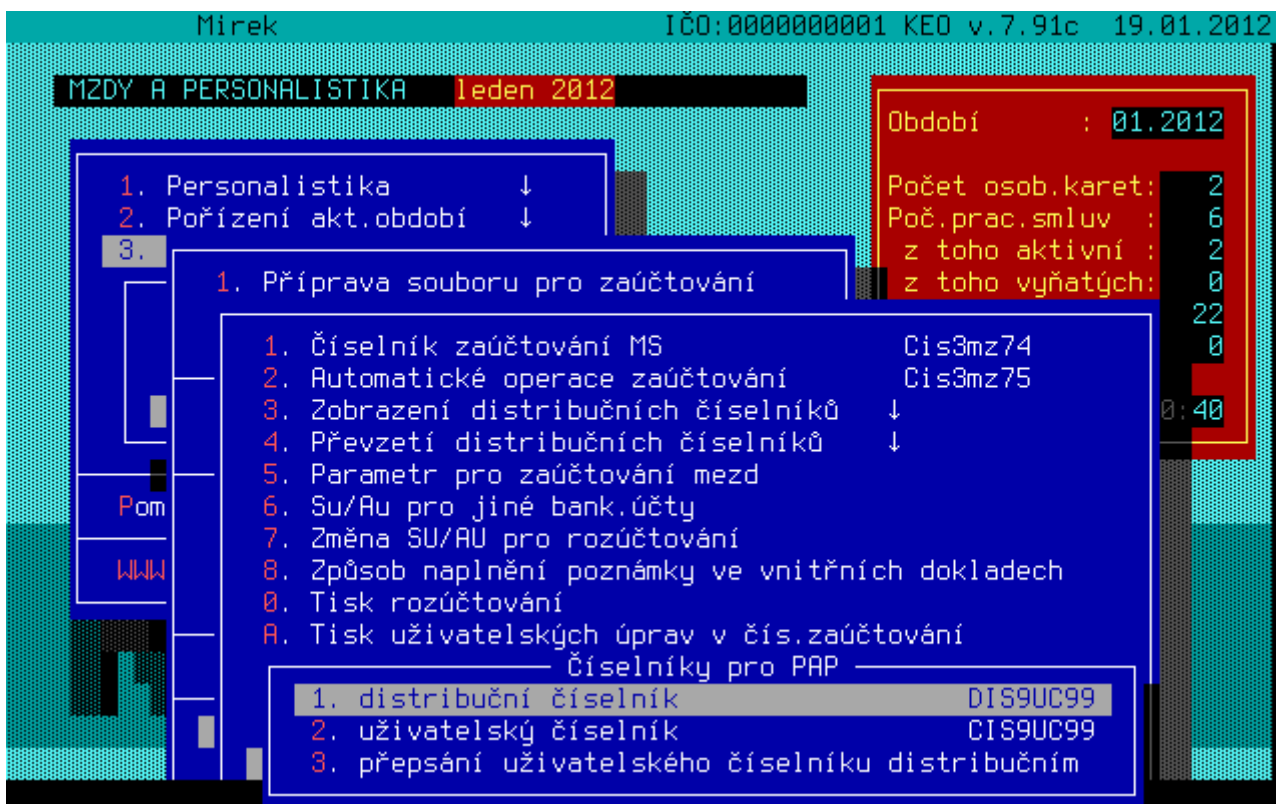 Mirek IČO:0000000001 KEO v.7.91c 19.01.2012
MZDY A PERSONALISTIKA leden 2012
Období : 01.2012
1. Personalistika ↓
Počet osob.karet: 2
2. Pořízení akt.období ↓
Poč.prac.smluv : 6
3.
z toho aktivní : 2
1. Příprava souboru pro zaúčtování
z toho vyňatých: 0
22
1. Číselník zaúčtování MS Cis3mz74
0
2. Automatické operace zaúčtování Cis3mz75
3. Zobrazení distribučních číselníků ↓
0:40
4. Převzetí distribučních číselníků ↓
5. Parametr pro zaúčtování mezd
Pom
6. Su/Au pro jiné bank.účty
7. Změna SU/AU pro rozúčtování
WWW
8. Způsob naplnění poznámky ve vnitřních dokladech
0. Tisk rozúčtování
A. Tisk uživatelských úprav v čís.zaúčtování
Číselníky pro PAP
1. distribuční číselník DIS9UC99
2. uživatelský číselník CIS9UC99
3. přepsání uživatelského číselníku distribučním